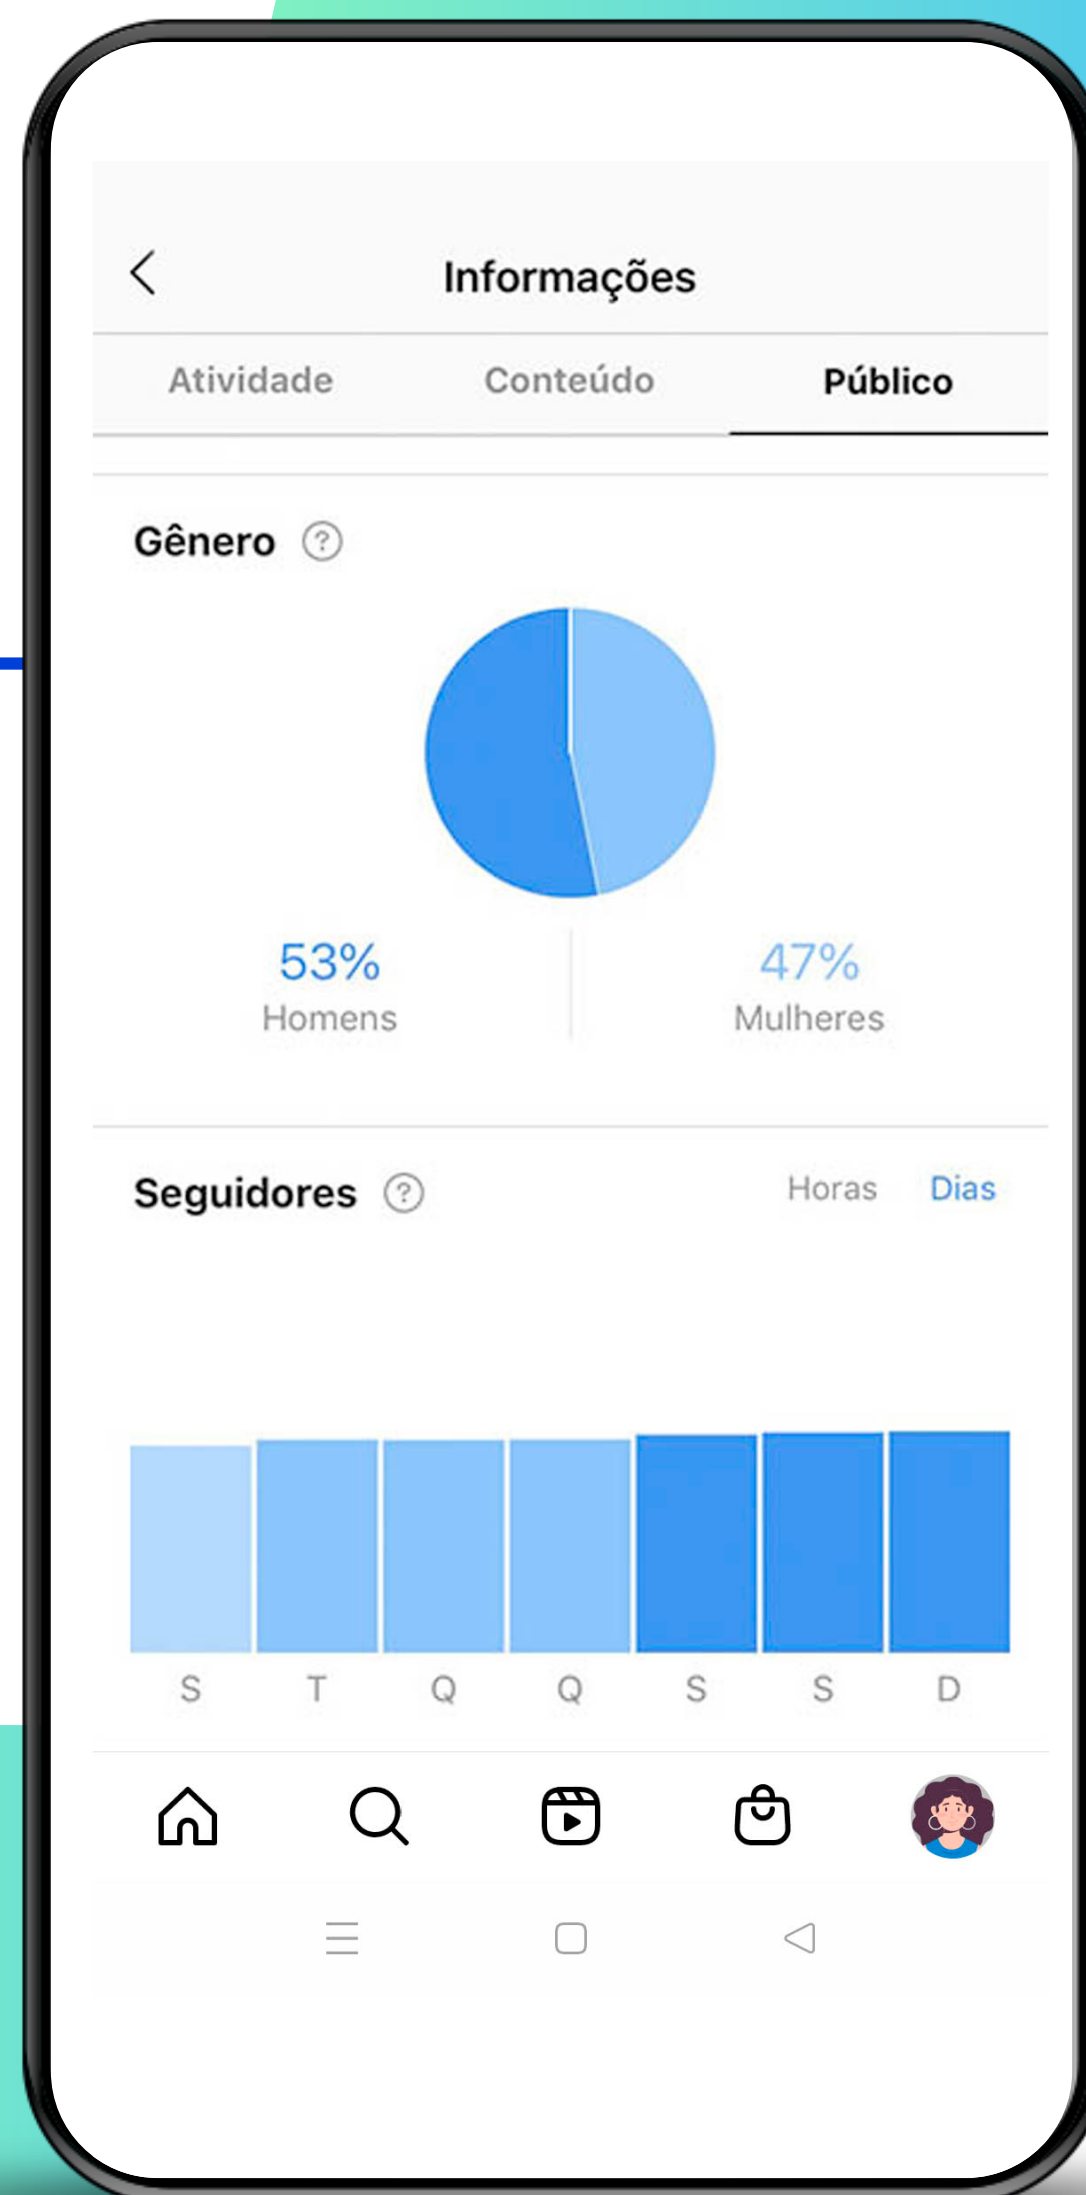 Informações
Atividade Conteúdo Público
Gênero ?
53% 47%
Homens Mulheres
Seguidores ? Horas Dias
S T Q Q S S D